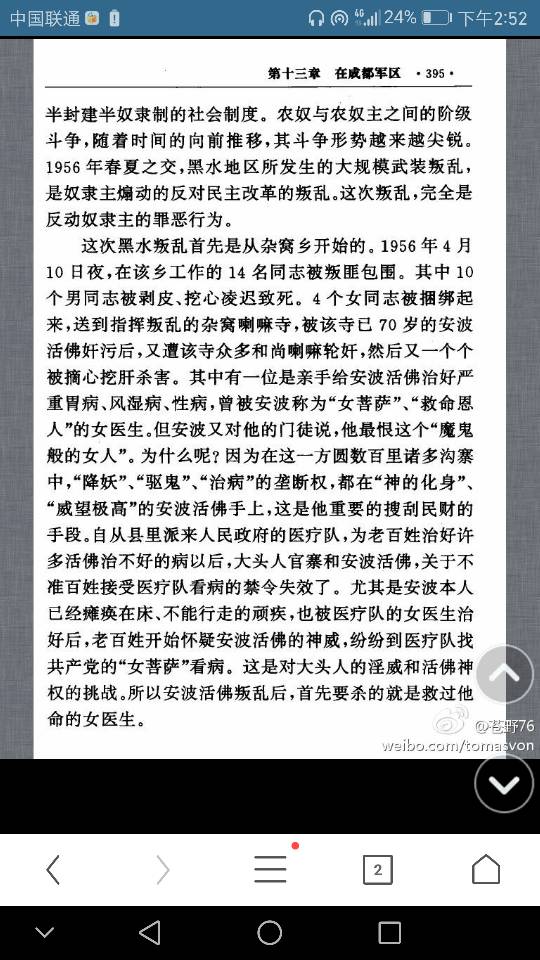 中国联通
4G
24%
下午2:52
第十三章 在成都军区 ·395·
半封建半奴隶制的社会制度。农奴与农奴主之间的阶级
斗争,随着时间的向前推移,其斗争形势越来越尖锐。
1956年春夏之交,黑水地区所发生的大规模武装叛乱,
是奴隶主煽动的反对民主改革的叛乱。这次叛乱,完全是
反动奴隶主的罪恶行为。
这次黑水叛乱首先是从杂窝乡开始的。1956年4月
10日夜,在该乡工作的14名同志被叛匪包围。其中10
个男同志被剥皮、挖心凌迟致死。4个女同志被捆绑起
来,送到指挥叛乱的杂窝喇嘛寺,被该寺已70岁的安波
活佛奸污后,又遭该寺众多和尚喇嘛轮奸,然后又一个个
被摘心挖肝杀害。其中有一位是亲手给安波活佛治好严
重胃病、风湿病、性病,曾被安波称为“女菩萨”、“救命恩
人”的女医生。但安波又对他的门徒说,他最恨这个“魔鬼
般的女人”。为什么呢?因为在这一方圆数百里诸多沟寨
中,“降妖”、“驱鬼”、“治病”的垄断权,都在“神的化身”、
“威望极高”的安波活佛手上,这是他重要的搜刮民财的
手段。自从县里派来人民政府的医疗队,为老百姓治好许
多活佛治不好的病以后,大头人官寨和安波活佛,关于不
准百姓接受医疗队看病的禁令失效了。尤其是安波本人
已经瘫痪在床、不能行走的顽疾,也被医疗队的女医生治
好后,老百姓开始怀疑安波活佛的神威,纷纷到医疗队找
共产党的“女菩萨”看病。这是对大头人的淫威和活佛神
权的挑战。所以安波活佛叛乱后,首先要杀的就是救过他
命的女医生。
@苍野76
weibo.com/tomasvon
2